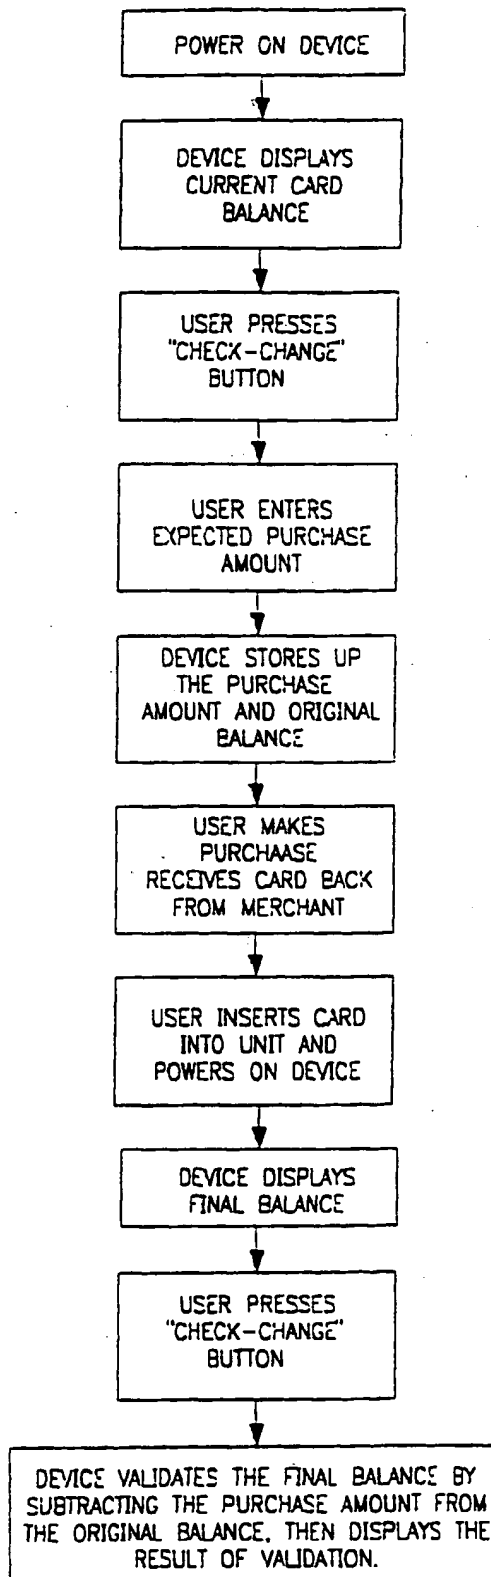 POWER ON DEVICE
DEVICE DISPLAYS
CURRENT CARD
BALANCE
USER PRESSES
"CHECK-CHANGE"
BUTTON
USER ENTERS
EXPECTED PURCHASE
AMOUNT
DEVICE STORES UP
THE PURCHASE
AMOUNT AND ORIGINAL
BALANCE
USER MAKES
PURCHAASE
RECEIVES CARD BACK
FROM MERCHANT
USER INSERTS CARD
INTO UNIT AND
POWERS ON DEVICE
DEVICE DISPLAYS
FINAL BALANCE
USER PRESSES
"CHECK-CHANGE"
BUTTON
DEVICE VALIDATES THE FINAL BALANCE BY
SUBTRACTING THE PURCHASE AMOUNT FROM
THE ORIGINAL BALANCE, THEN DISPLAYS THE
RESULT OF VALIDATION.